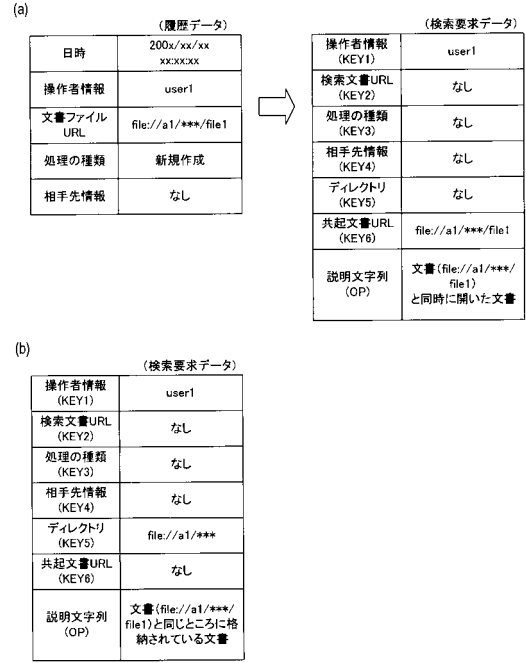 (a)
(履歴データ)
日時
200x/xx/xx
xx:xx:xx
操作者情報
user1
文書ファイル
URL
file://a1/***/file1
処理の種類
新規作成
相手先情報
なし
(検索要求データ)
操作者情報
(KEY1)
user1
検索文書URL
(KEY2)
なし
処理の種類
(KEY3)
なし
相手先情報
(KEY4)
なし
ディレクトリ
(KEY5)
なし
共起文書URL
(KEY6)
file://a1/***/file1
説明文字列
(OP)
文書(file://a1/***/
file1)
と同時に開いた文書
(b)
(検索要求データ)
操作者情報
(KEY1)
user1
検索文書URL
(KEY2)
なし
処理の種類
(KEY3)
なし
相手先情報
(KEY4)
なし
ディレクトリ
(KEY5)
file://a1/***
共起文書URL
(KEY6)
なし
説明文字列
(OP)
文書(file://a1/***/
file1)と同じところに格
納されている文書